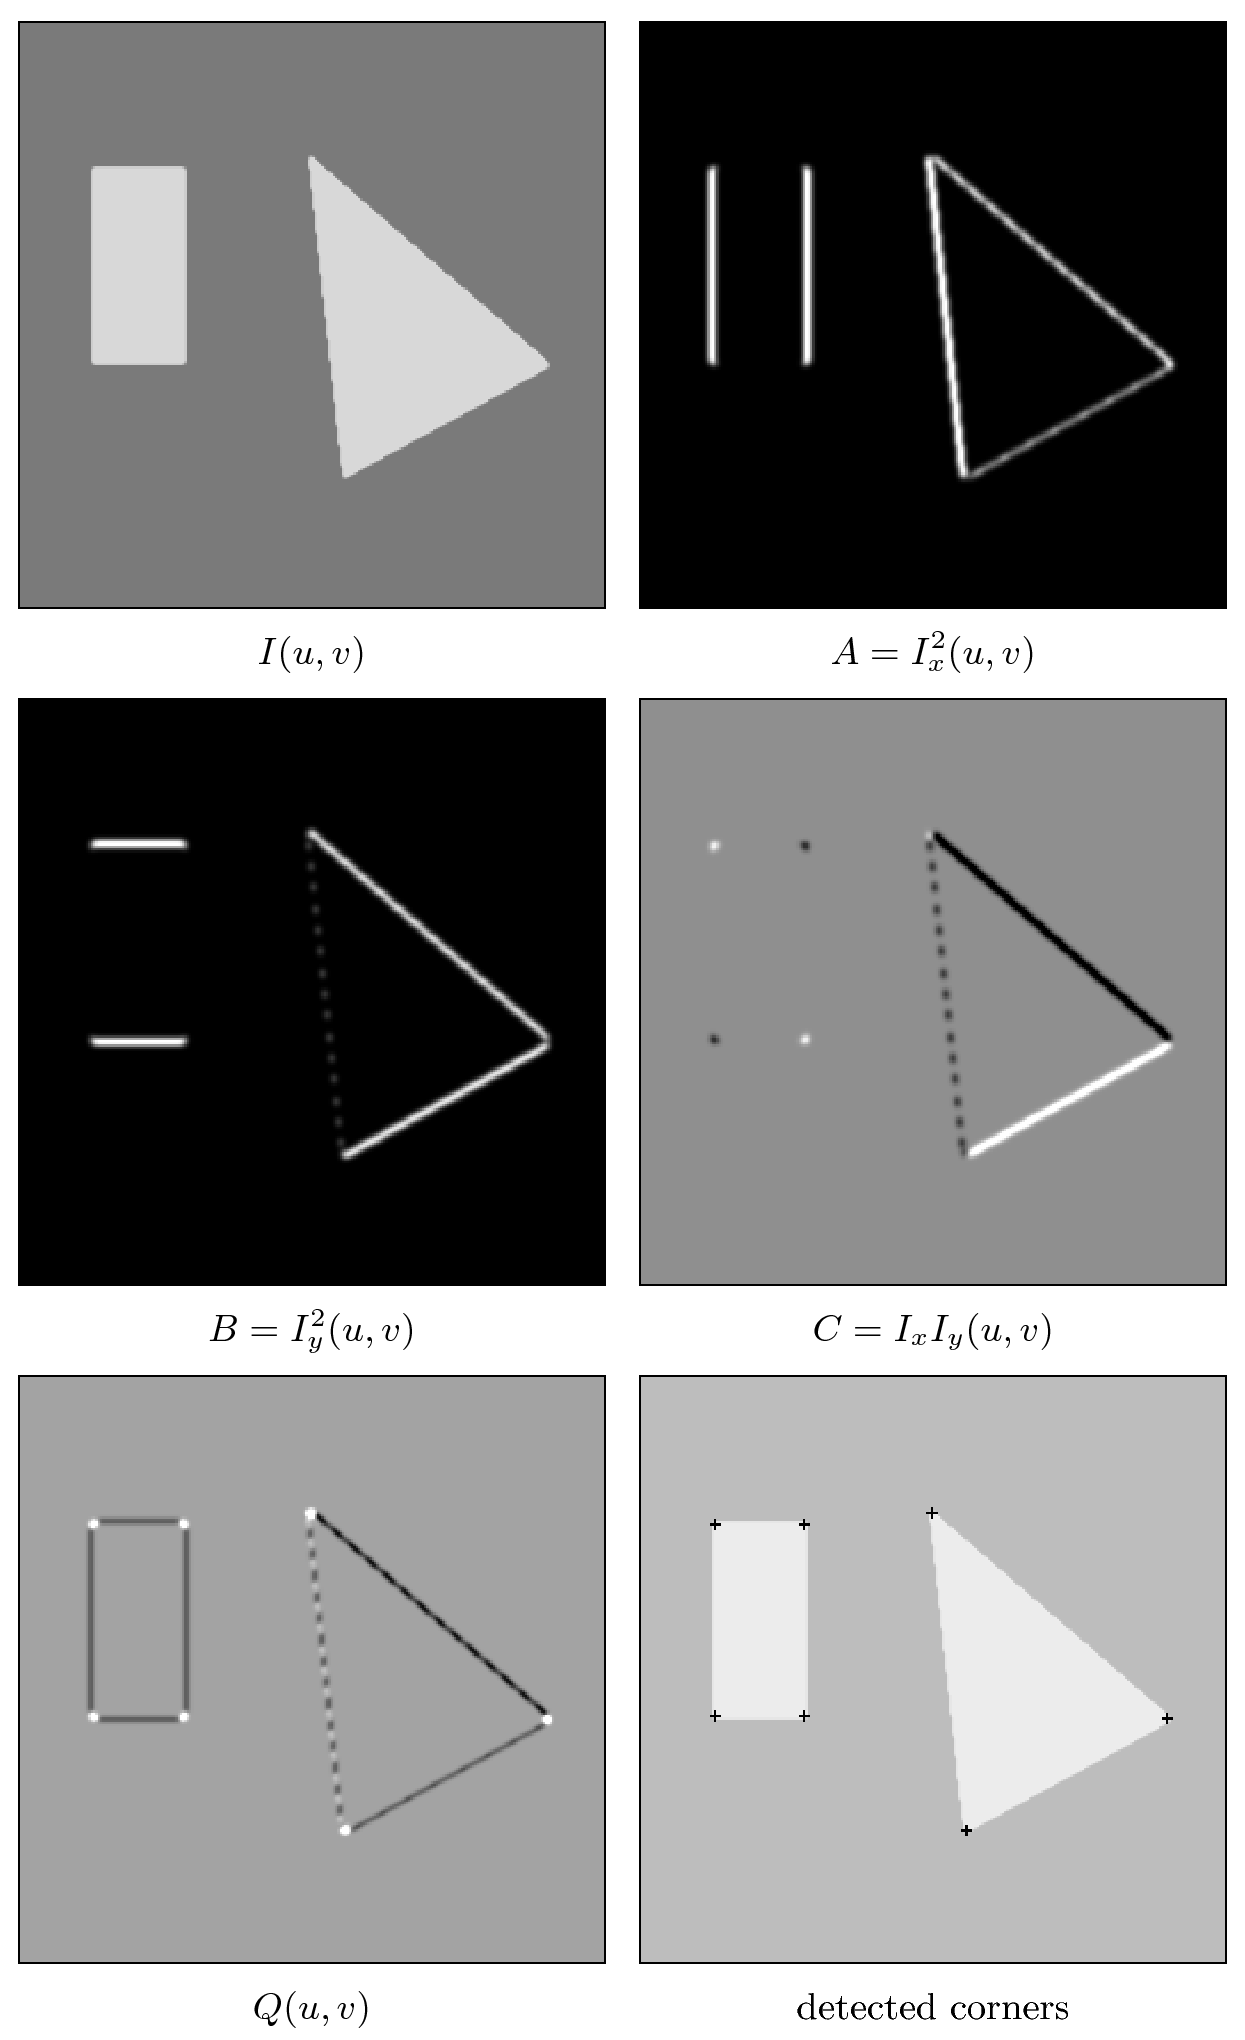 I(u, v)
A = I_x^2(u, v)
B = I_y^2(u, v)
C = I_x I_y(u, v)
Q(u, v)
detected corners